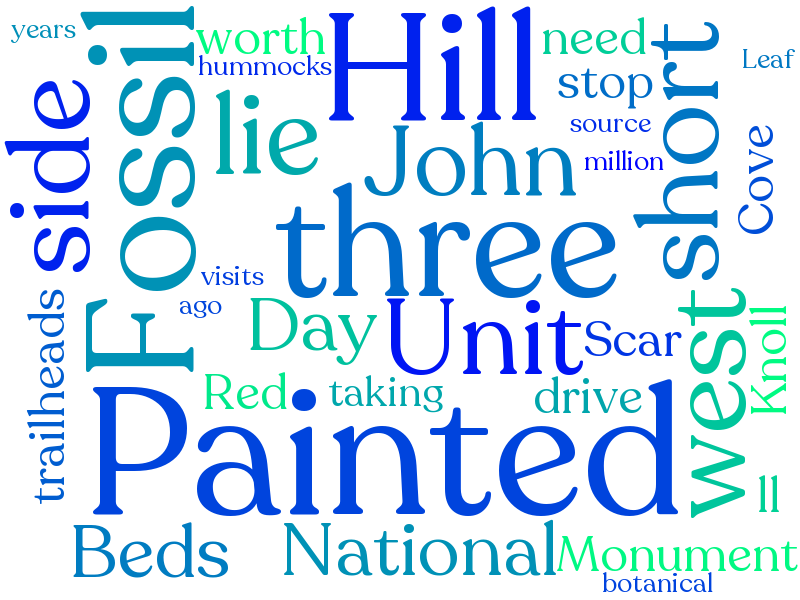 years
worth
hummocks
Hill
need
stop
Leaf
source
million
short
Cove
side
Fossil
lie
John
three
visits
ago
Day
Unit
Scar
west
Knoll
trailheads
Red
taking
drive
Painted
ll
Beds
National
Monument
botanical